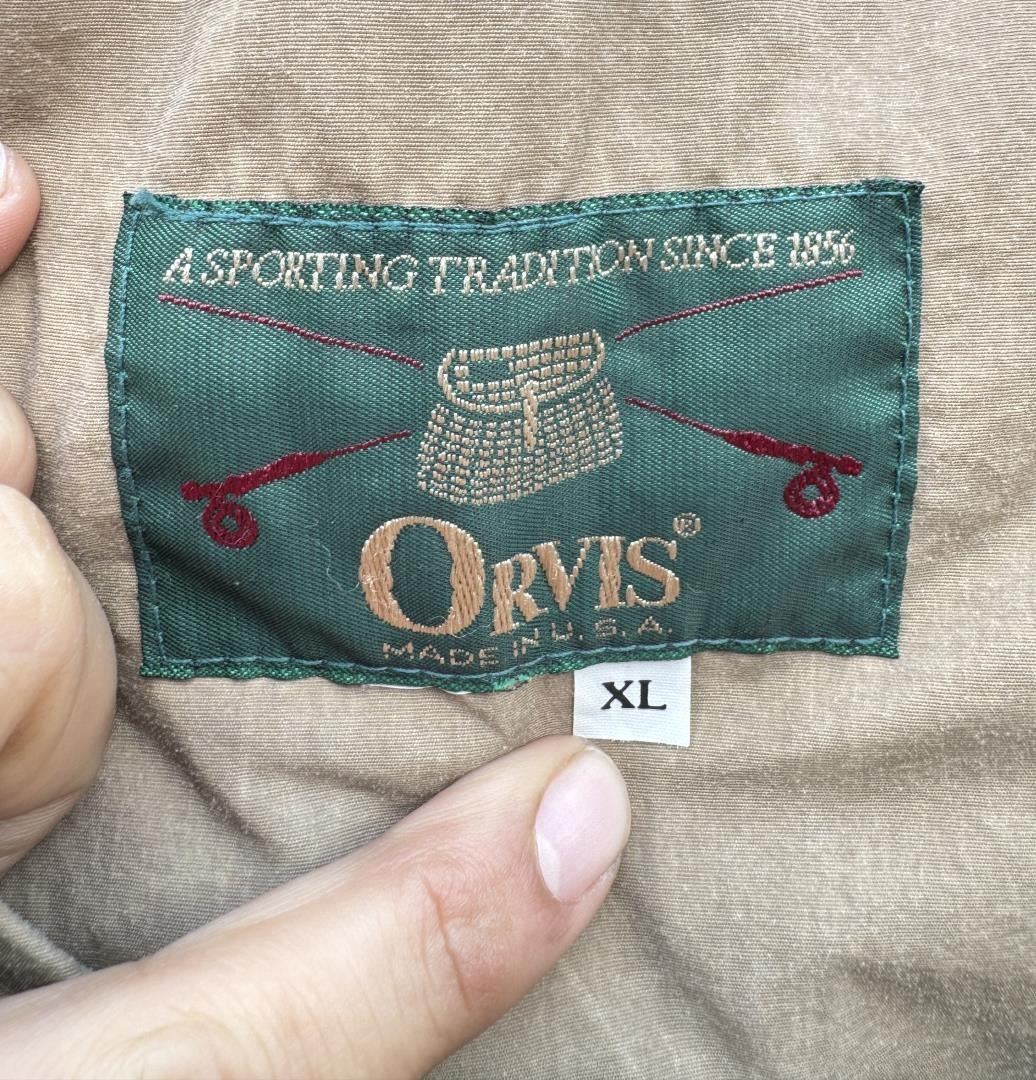 A SPORTING TRADITION SINCE 1856
ORVIS®
MADE IN U.S.A.
XL